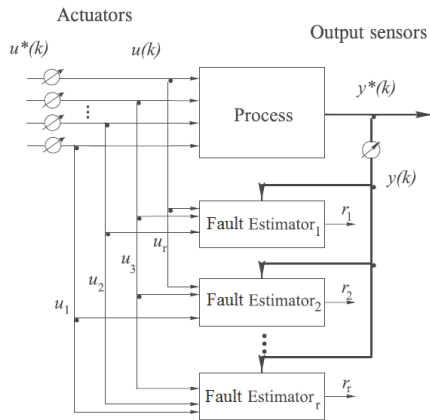 Actuators
Output sensors
u*(k)
u(k)
y*(k)
Process
y(k)
Fault Estimator₁
r₁
uᵣ
u₃
u₂
u₁
Fault Estimator₂
r₂
Fault Estimatorᵣ
rᵣ